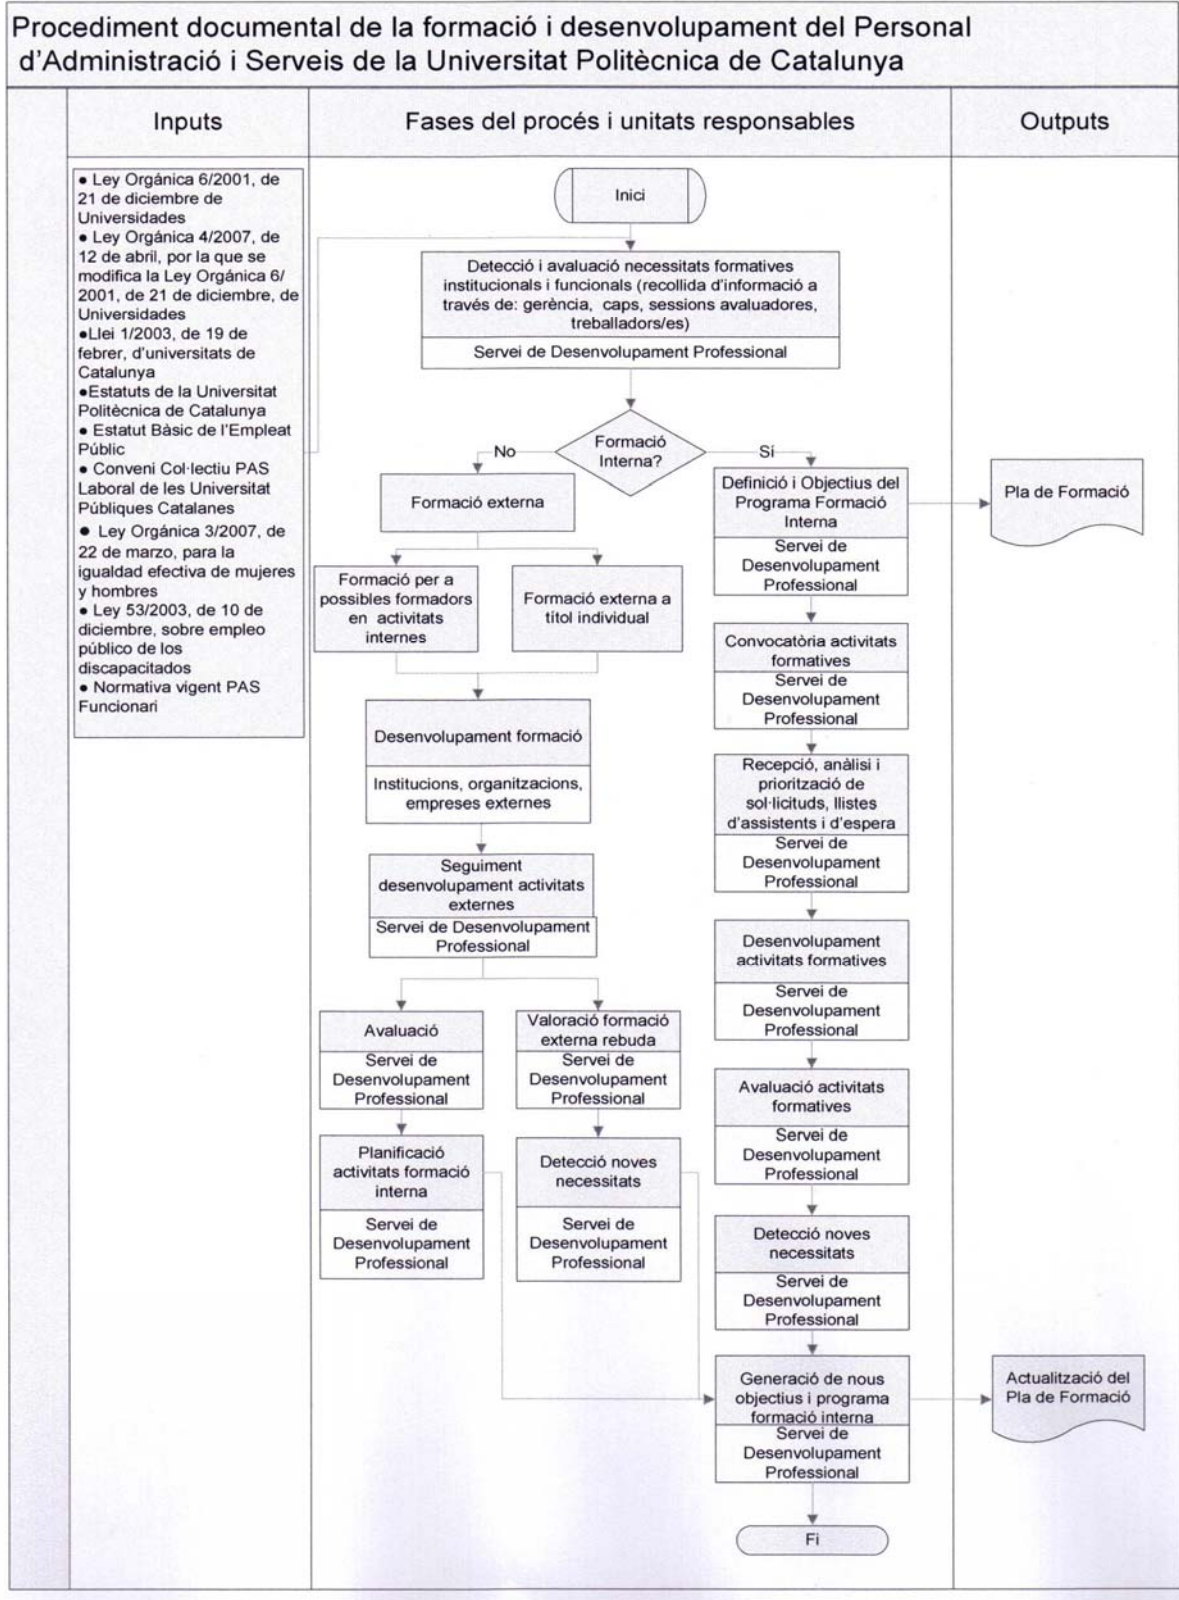 Procediment documental de la formació i desenvolupament del Personal
d'Administració i Serveis de la Universitat Politècnica de Catalunya
Inputs
Fases del procés i unitats responsables
Outputs
● Ley Orgánica 6/2001, de
21 de diciembre de
Universidades
● Ley Orgánica 4/2007, de
12 de abril, por la que se
modifica la Ley Orgánica 6/
2001, de 21 de diciembre, de
Universidades
●Llei 1/2003, de 19 de
febrer, d'universitats de
Catalunya
●Estatuts de la Universitat
Politècnica de Catalunya
● Estatut Bàsic de l'Empleat
Públic
● Conveni Col·lectiu PAS
Laboral de les Universitat
Públiques Catalanes
● Ley Orgánica 3/2007, de
22 de marzo, para la
igualdad efectiva de mujeres
y hombres
● Ley 53/2003, de 10 de
diciembre, sobre empleo
público de los
discapacitados
● Normativa vigent PAS
Funcionari
Inici
Detecció i avaluació necessitats formatives
institucionals i funcionals (recollida d'informació a
través de: gerència, caps, sessions avaluadores,
treballadors/es)
Servei de Desenvolupament Professional
Formació
Interna?
No
Sí
Formació externa
Formació per a
possibles formadors
en activitats
internes
Formació externa a
títol individual
Desenvolupament formació
Institucions, organitzacions,
empreses externes
Seguiment
desenvolupament activitats
externes
Servei de Desenvolupament
Professional
Avaluació
Servei de
Desenvolupament
Professional
Valoració formació
externa rebuda
Servei de
Desenvolupament
Professional
Planificació
activitats formació
interna
Servei de
Desenvolupament
Professional
Detecció noves
necessitats
Servei de
Desenvolupament
Professional
Definició i Objectius del
Programa Formació
Interna
Servei de
Desenvolupament
Professional
Pla de Formació
Convocatòria activitats
formatives
Servei de
Desenvolupament
Professional
Recepció, anàlisi i
priorització de
sol·licituds, llistes
d'assistents i d'espera
Servei de
Desenvolupament
Professional
Desenvolupament
activitats formatives
Servei de
Desenvolupament
Professional
Avaluació activitats
formatives
Servei de
Desenvolupament
Professional
Detecció noves
necessitats
Servei de
Desenvolupament
Professional
Generació de nous
objectius i programa
formació interna
Servei de
Desenvolupament
Professional
Actualització del
Pla de Formació
Fi